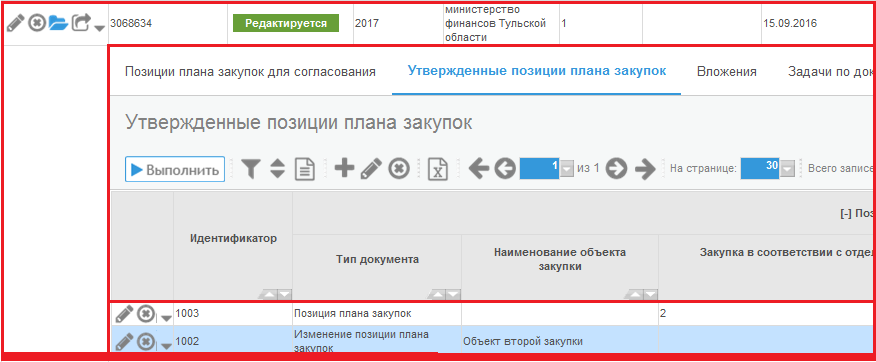 министерство
3068634 Редактируется 2017 финансов Тульской 1 15.09.2016
области
Позиции плана закупок для согласования Утвержденные позиции плана закупок Вложения Задачи по док
Утвержденные позиции плана закупок
Выполнить 1 из 1 На странице: 30 Всего записе
[-] Поз
Идентификатор
Тип документа Наименование объекта закупки Закупка в соответствии с отдел
1003 Позиция плана закупок 2
1002 Изменение позиции плана закупок Объект второй закупки